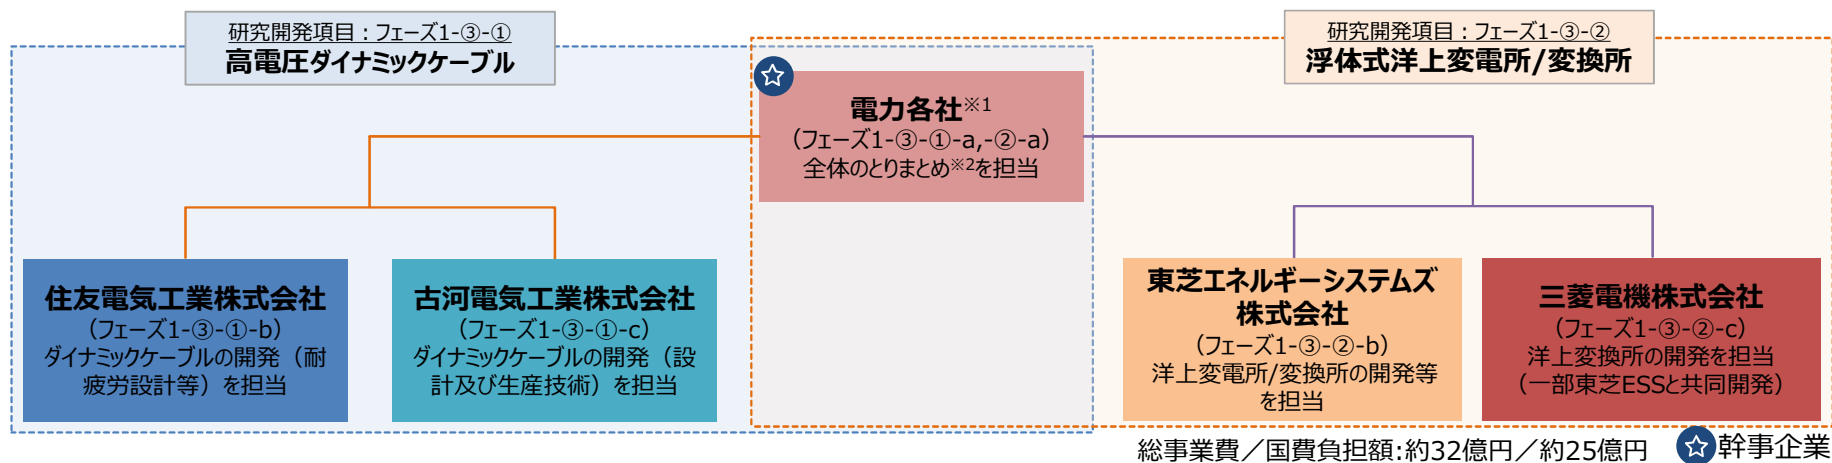 研究開発項目：フェーズ1-③-①
高電圧ダイナミックケーブル
研究開発項目：フェーズ1-③-②
浮体式洋上変電所/変換所
電力各社※1
（フェーズ1-③-①-a,-②-a）
全体のとりまとめ※2を担当
住友電気工業株式会社
（フェーズ1-③-①-b）
ダイナミックケーブルの開発（耐
疲労設計等）を担当
古河電気工業株式会社
（フェーズ1-③-①-c）
ダイナミックケーブルの開発（設
計及び生産技術）を担当
東芝エネルギーシステムズ
株式会社
（フェーズ1-③-②-b）
洋上変電所/変換所の開発等
を担当
三菱電機株式会社
（フェーズ1-③-②-c）
洋上変換所の開発を担当
（一部東芝ESSと共同開発）
総事業費／国費負担額:約32億円／約25億円
幹事企業